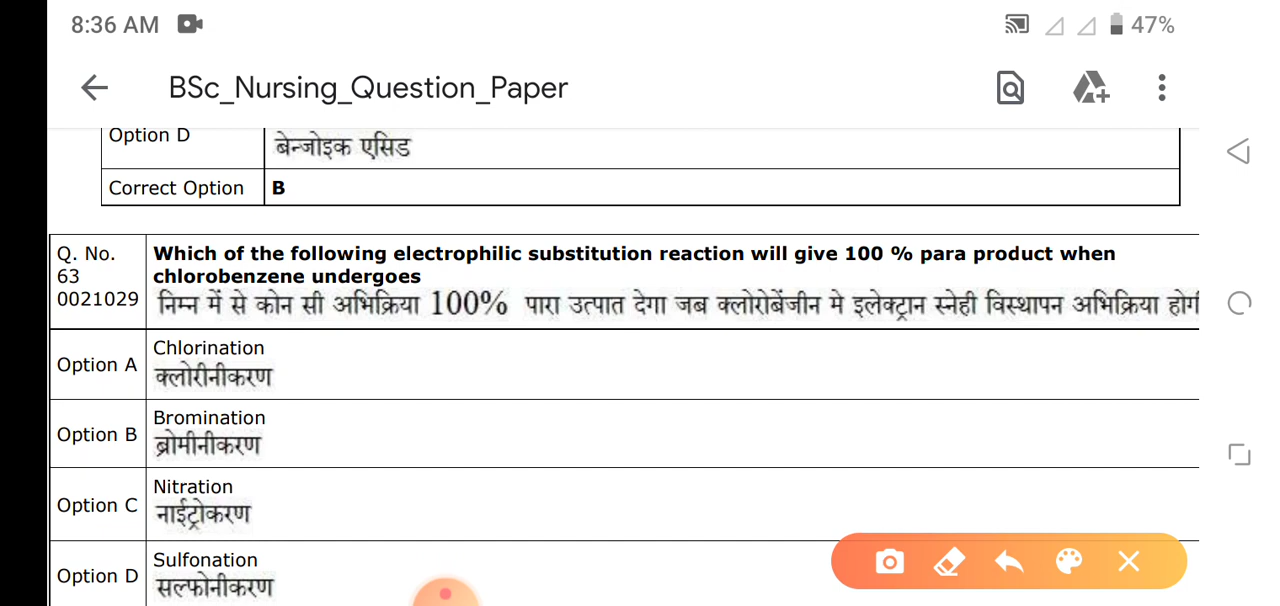 8:36 AM
47%
BSc_Nursing_Question_Paper
Option D
बेन्जोइक एसिड
Correct Option B
Q. No. 63 0021029
Which of the following electrophilic substitution reaction will give 100 % para product when
chlorobenzene undergoes
निम्न में से कोन सी अभिक्रिया 100% पारा उत्पात देगा जब क्लोरोबेंजीन मे इलेक्ट्रान स्नेही विस्थापन अभिक्रिया
Option A
Chlorination
क्लोरीनीकरण
Option B
Bromination
ब्रोमीनीकरण
Option C
Nitration
नाईट्रोकरण
Option D
Sulfonation
सल्फोनीकरण